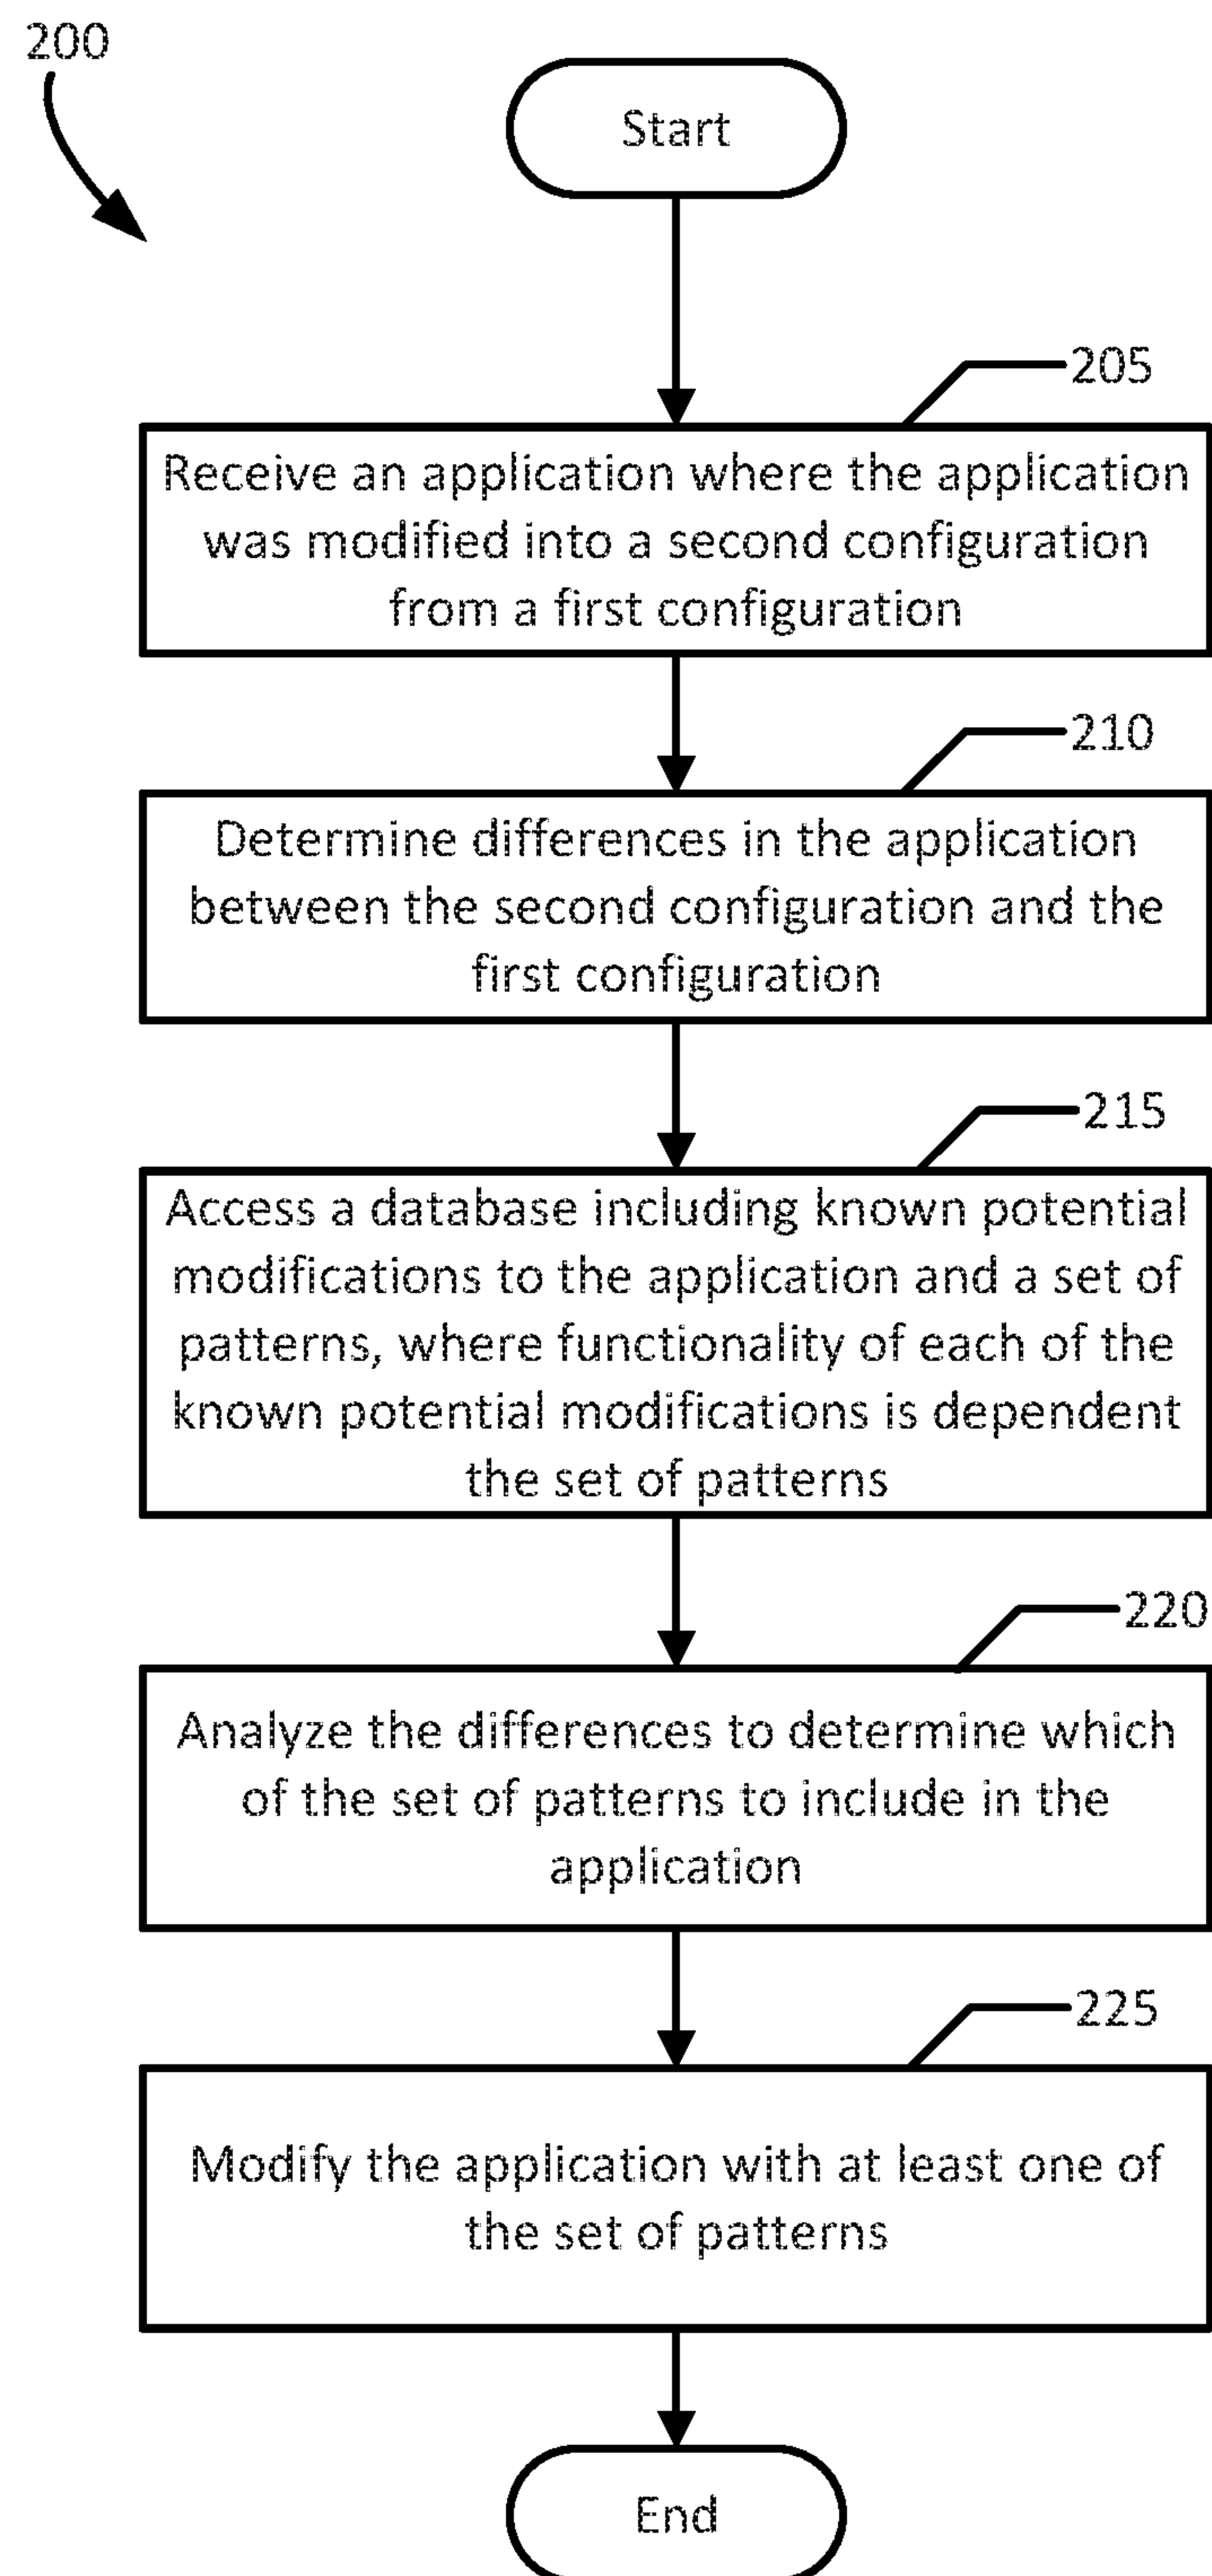 200
Start
205
Receive an application where the application
was modified into a second configuration
from a first configuration
210
Determine differences in the application
between the second configuration and the
first configuration
215
Access a database including known potential
modifications to the application and a set of
patterns, where functionality of each of the
known potential modifications is dependent
the set of patterns
220
Analyze the differences to determine which
of the set of patterns to include in the
application
225
Modify the application with at least one of
the set of patterns
End